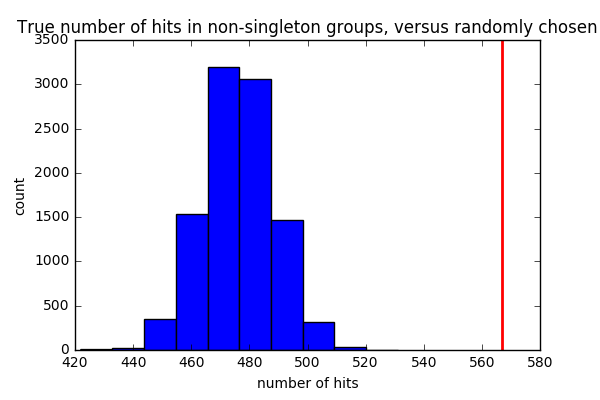 True number of hits in non-singleton groups, versus randomly chosen
3500
3000
2500
2000
1500
1000
500
0
count
420 440 460 480 500 520 540 560 580
number of hits